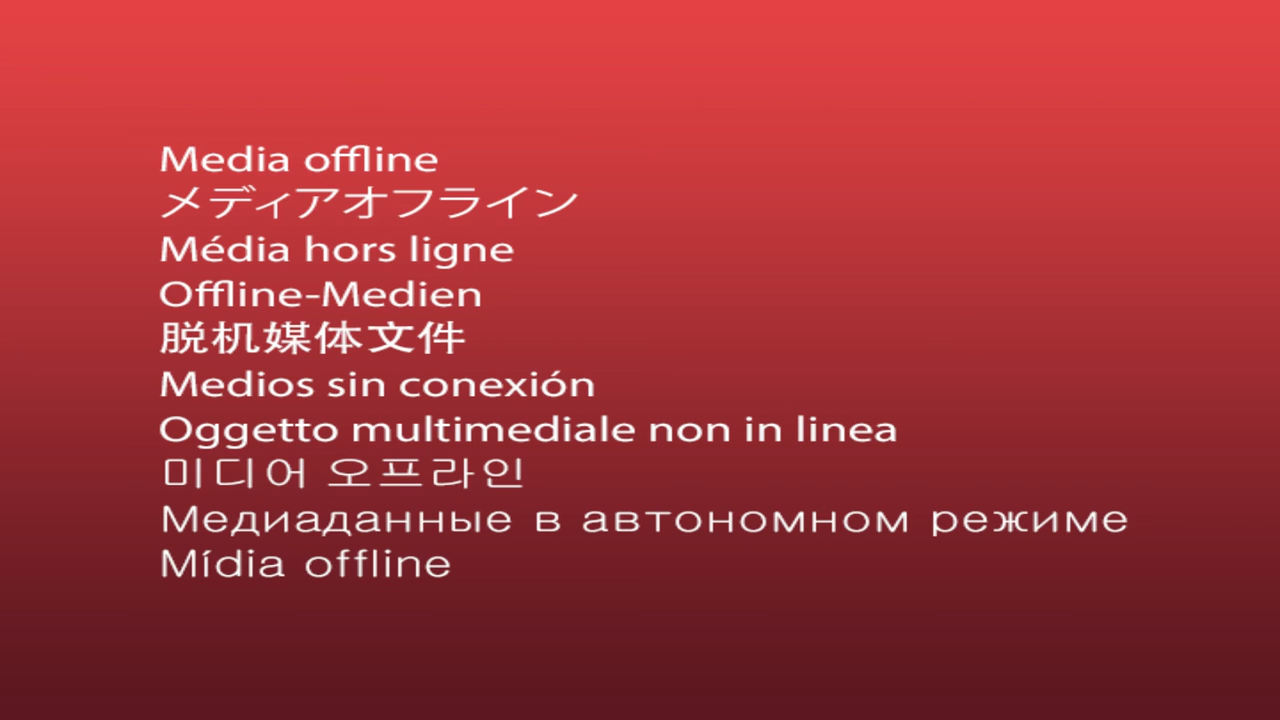 Media offline
メディアオフライン
Média hors ligne
Offline-Medien
脱机媒体文件
Medios sin conexión
Oggetto multimediale non in linea
미디어 오프라인
Медиаданные в автономном режиме
Mídia offline